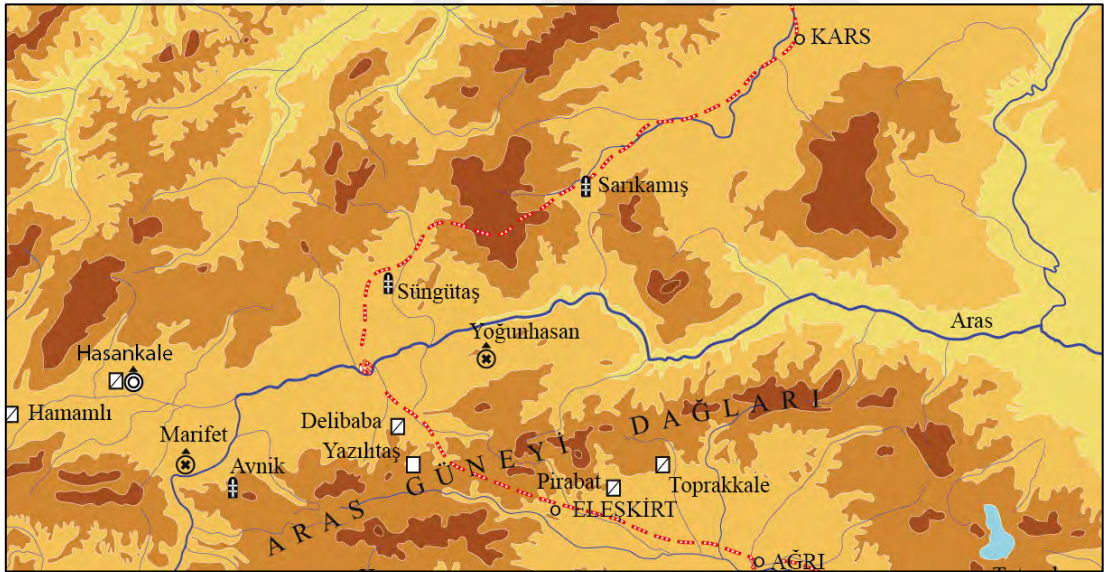 KARS
Sarıkamış
Süngütaş
Aras
Yoğunhasan
Hasankale
Hamamlı
Delibaba
Marifet
Yazılıtaş
Avnik
ARAS GÜNEYİ DAĞLARI
Pirabat
Toprakkale
ELEŞKİRT
AĞRI